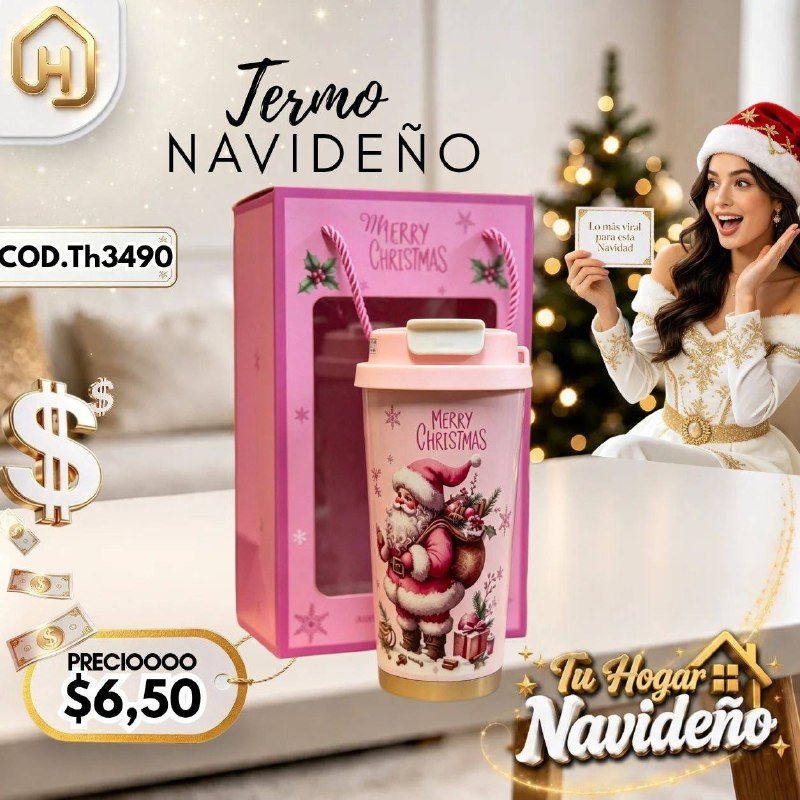 H
Termo
NAVIDEÑO
COD.Th3490
MERRY
CHRISTMAS
Lo más viral
para esta
Navidad
MERRY
CHRISTMAS
PRECIOOOO
$6,50
Tu Hogar
Navideño